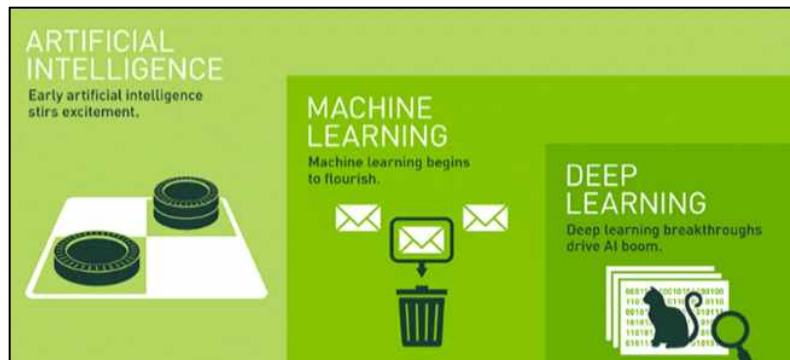 ARTIFICIAL
INTELLIGENCE
Early artificial intelligence
stirs excitement.
MACHINE
LEARNING
Machine learning begins
to flourish.
DEEP
LEARNING
Deep learning breakthroughs
drive AI boom.